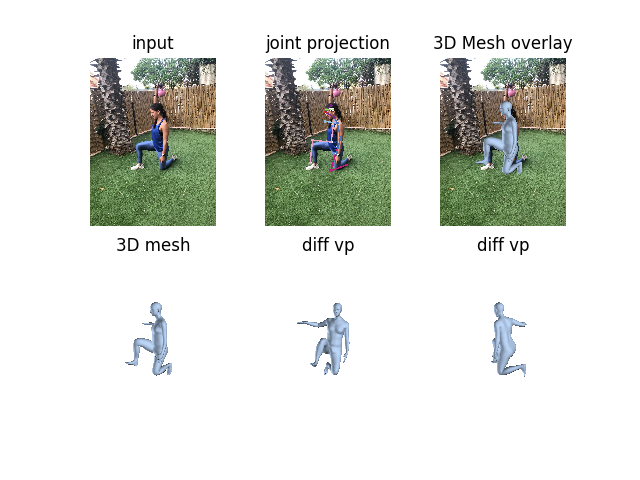 input
joint projection
3D Mesh overlay
3D mesh
diff vp
diff vp